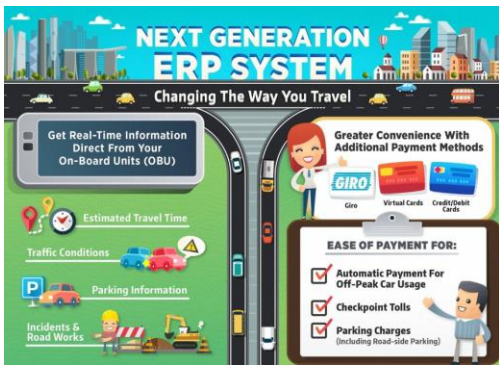 NEXT GENERATION
ERP SYSTEM
Changing The Way You Travel
Get Real-Time Information
Direct From Your
On-Board Units (OBU)
Estimated Travel Time
Traffic Conditions
P
Parking Information
Incidents &
Road Works
Greater Convenience With
Additional Payment Methods
GIRO
Giro
Virtual Cards
Credit/Debit
Cards
EASE OF PAYMENT FOR:
Automatic Payment For
Off-Peak Car Usage
Checkpoint Tolls
Parking Charges
(Including Road-side Parking)